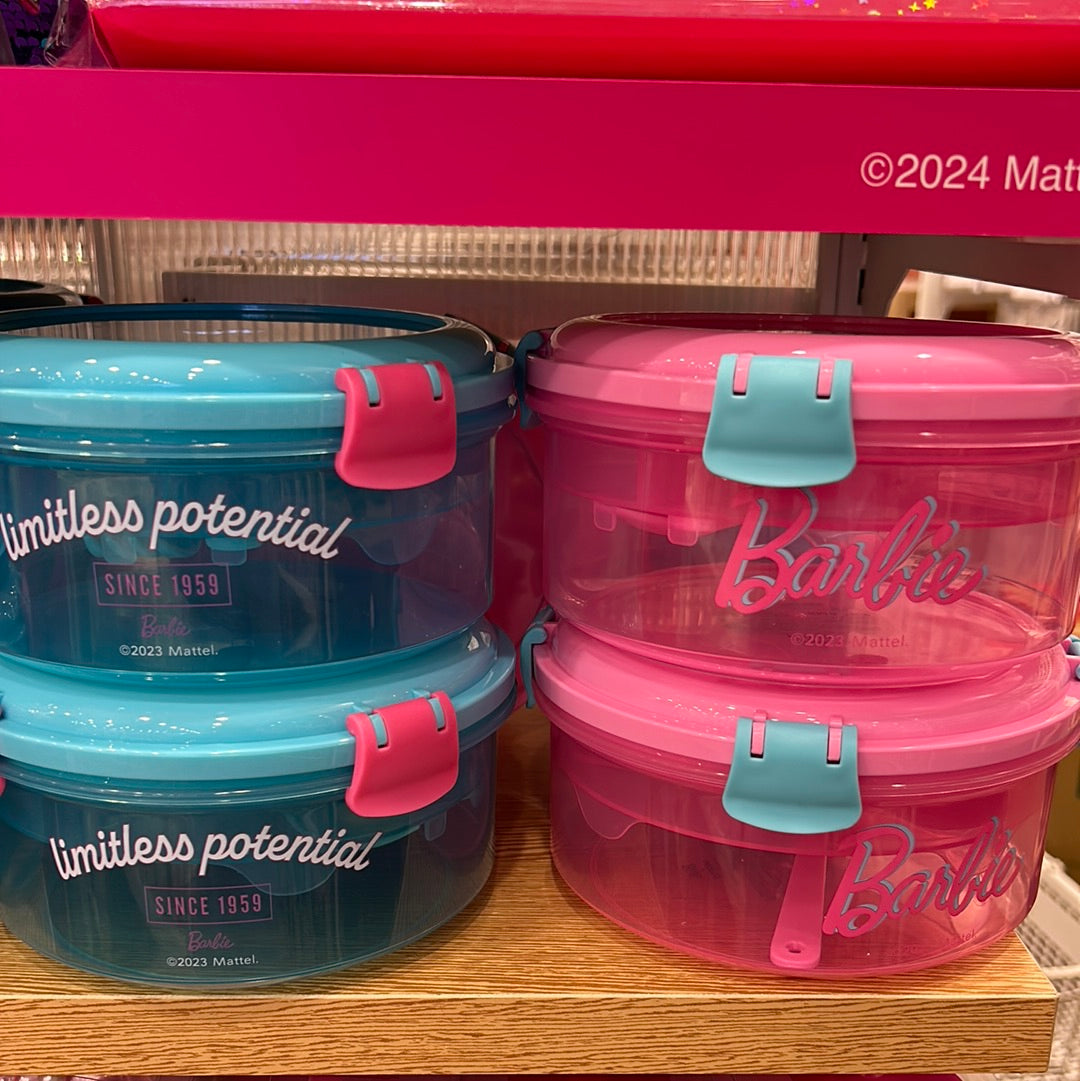 ©2024 Matt
limitless potential
SINCE 1959
Barbie
©2023 Mattel.
Barbie
©2023 Mattel.
limitless potential
SINCE 1959
Barbie
©2023 Mattel.
Barbie